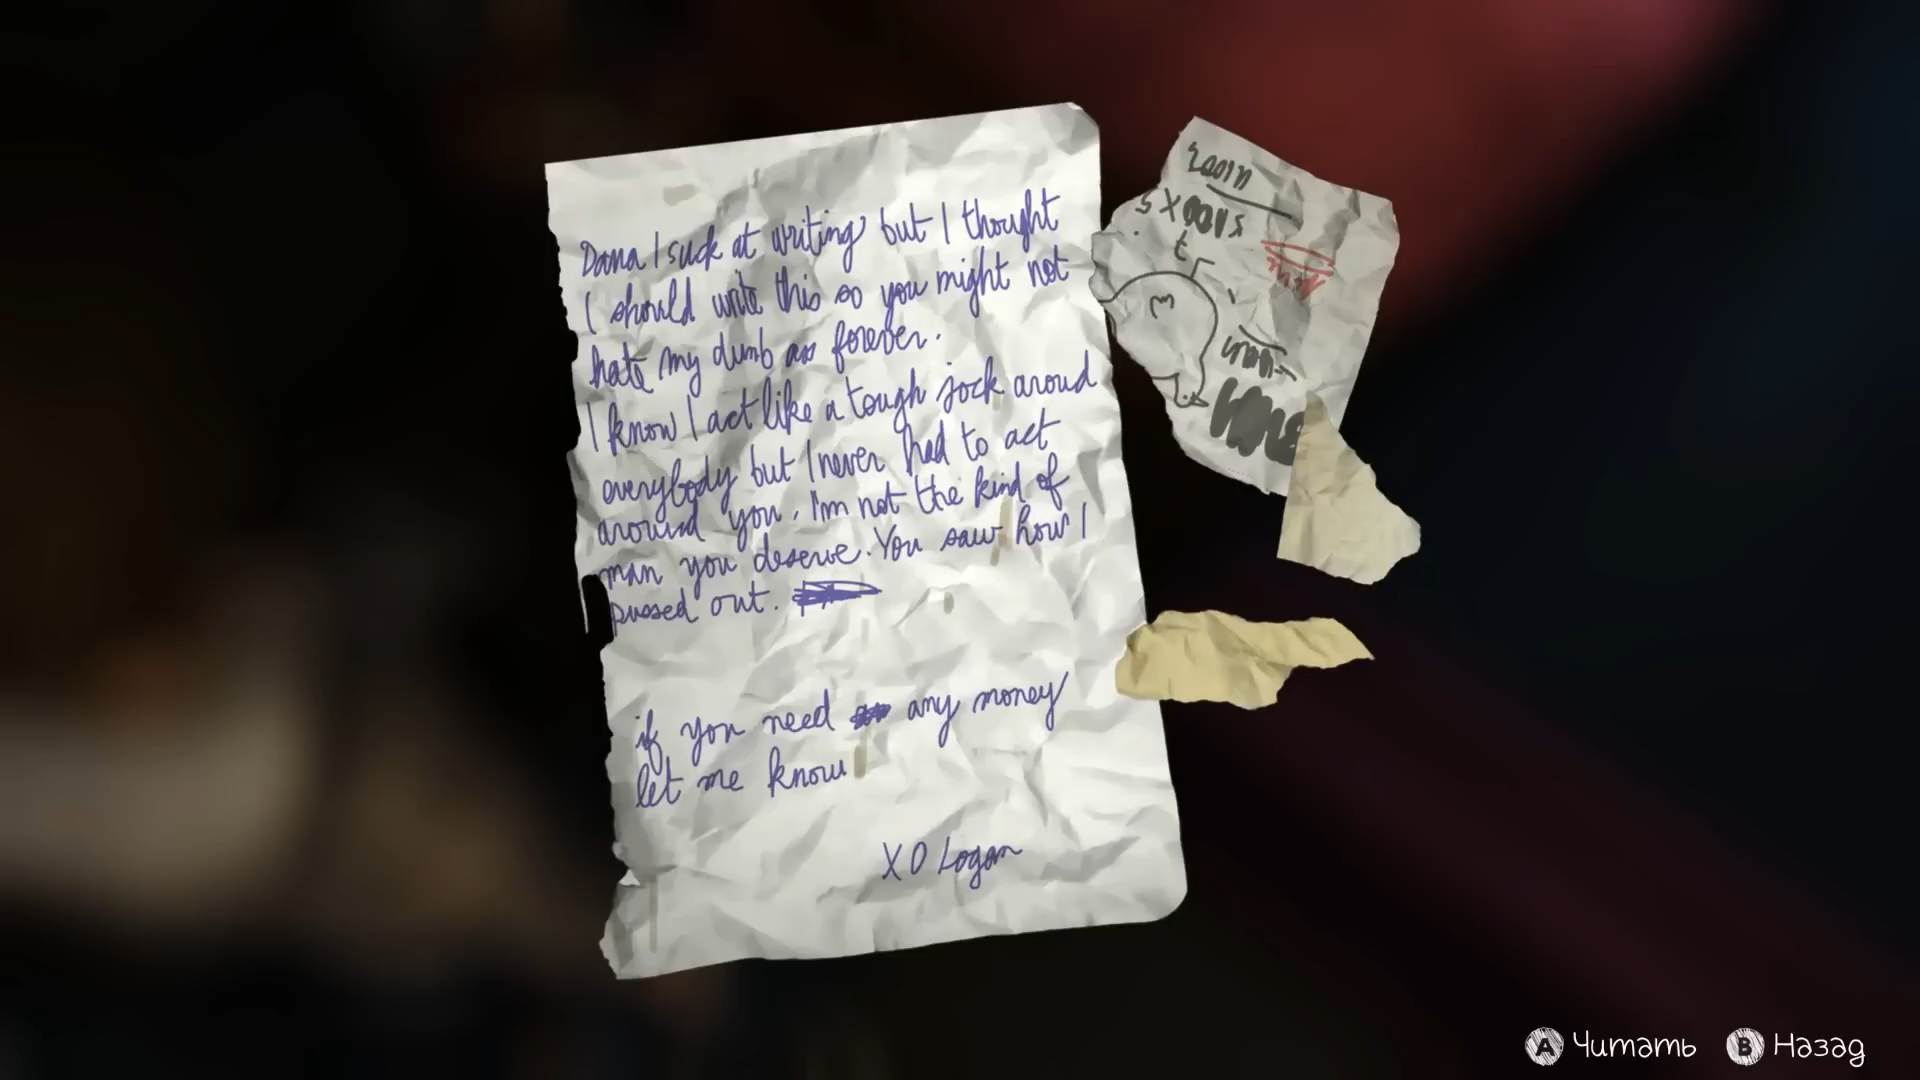 Dana I suck at writing but I thought
I should write this so you might not
hate my dumb ass forever.
I know I act like a tough jock aroud
everybody but I never had to act
around you. I'm not the kind of
man you deserve. You saw how I
pussed out.
if you need any money
let me know
XO Logan
A Читать B Назад